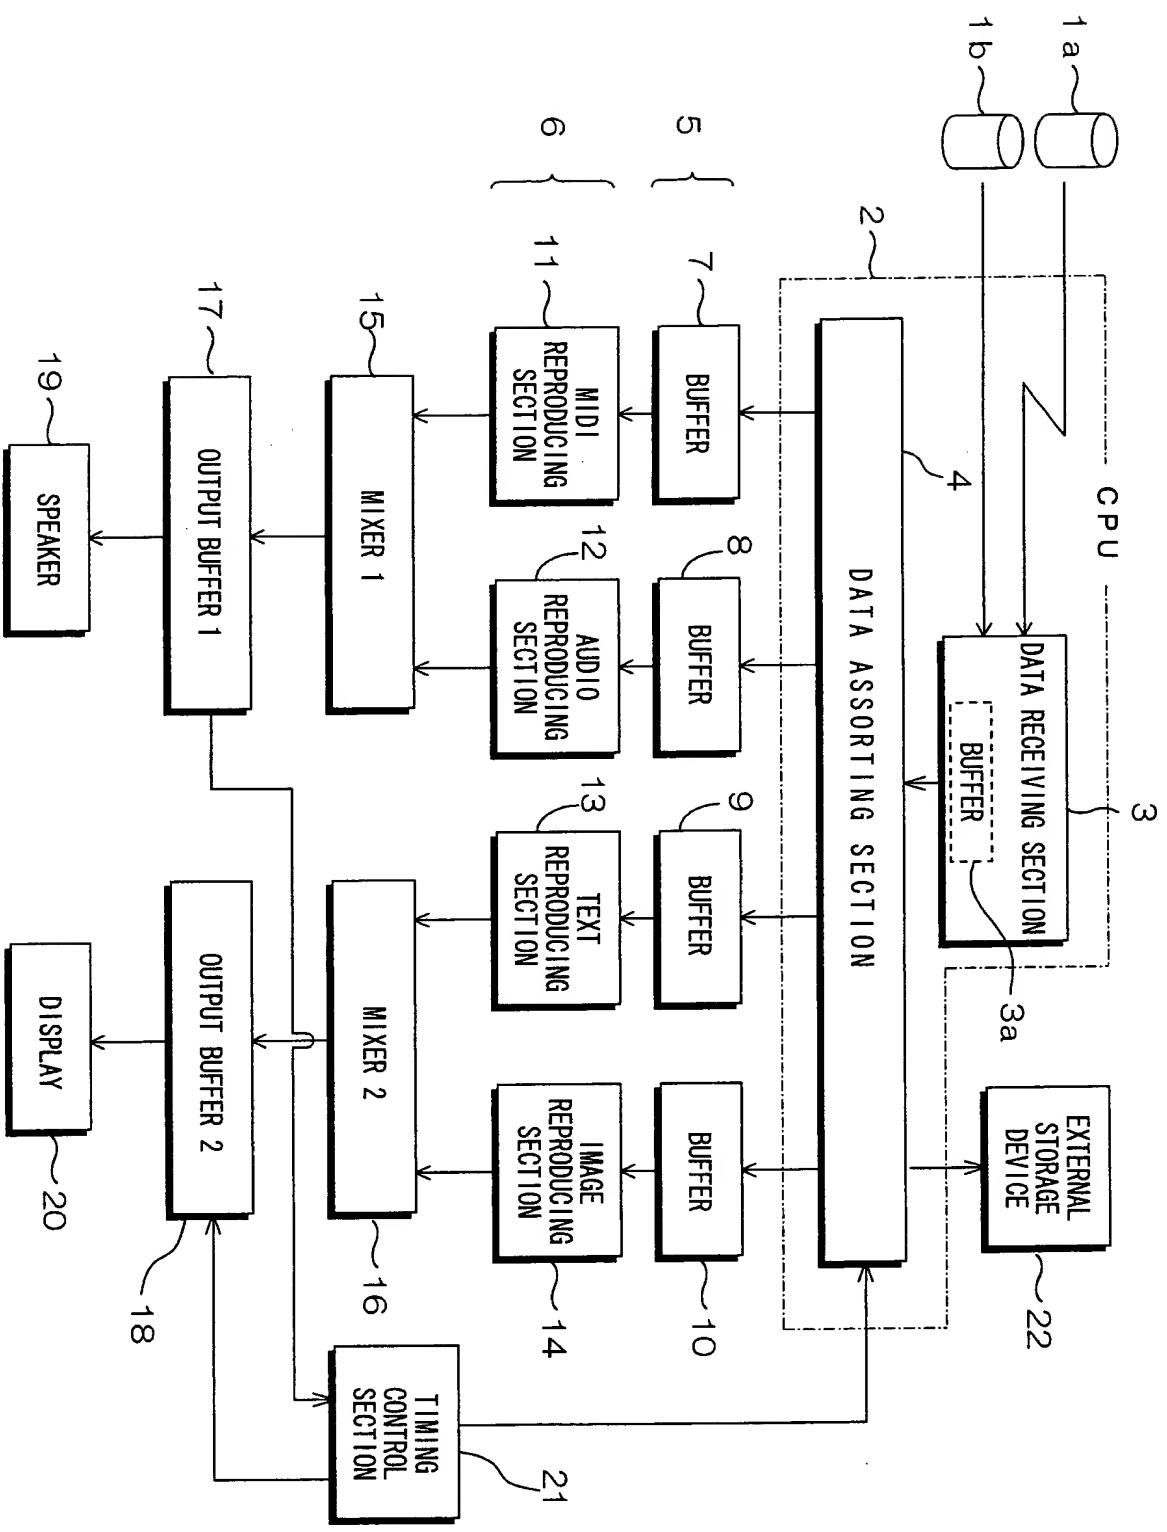 1a
1b
2
CPU
DATA RECEIVING SECTION
BUFFER
3
3a
EXTERNAL
STORAGE
DEVICE
22
4
DATA ASSORTING SECTION
5
7
BUFFER
8
BUFFER
9
BUFFER
BUFFER
10
6
11
MIDI
REPRODUCING
SECTION
12
AUDIO
REPRODUCING
SECTION
13
TEXT
REPRODUCING
SECTION
IMAGE
REPRODUCING
SECTION
14
15
MIXER 1
MIXER 2
16
TIMING
CONTROL
SECTION
21
17
OUTPUT BUFFER 1
OUTPUT BUFFER 2
18
19
SPEAKER
DISPLAY
20